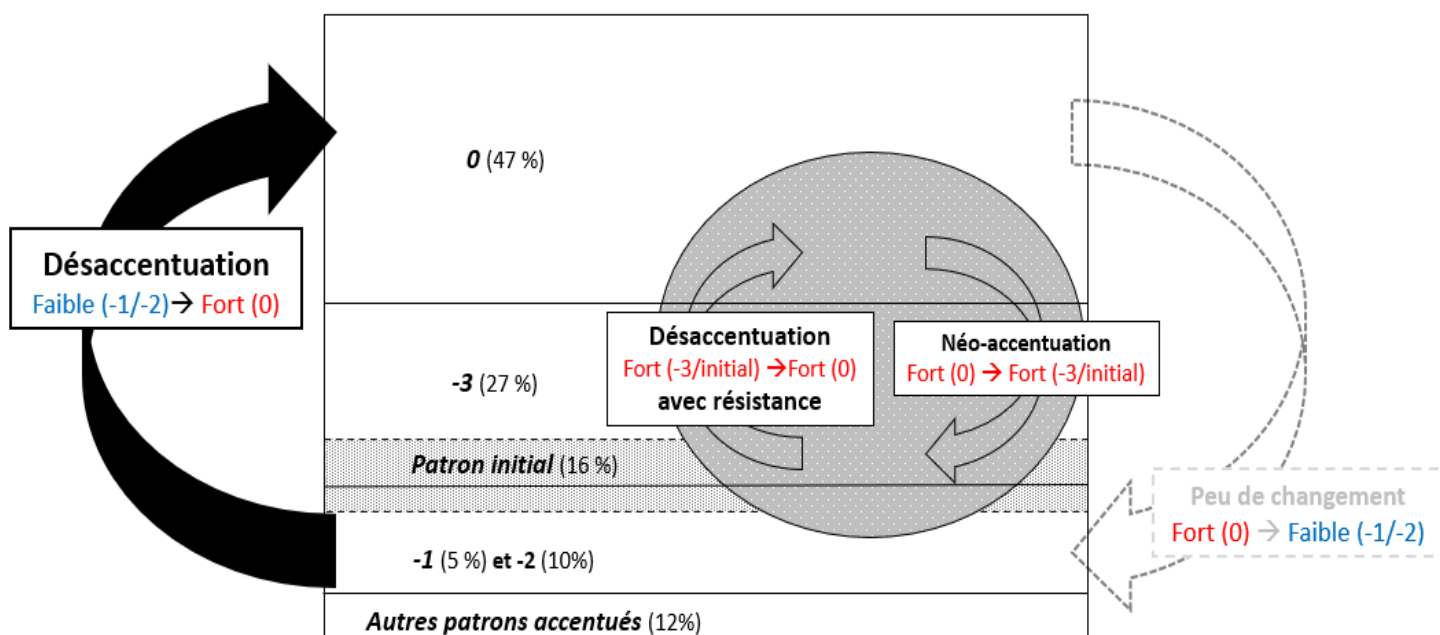 0 (47 %)
Désaccentuation
Faible (-1/-2)→ Fort (0)
Désaccentuation
Fort (-3/initial) →Fort (0)
avec résistance
Néo-accentuation
Fort (0) → Fort (-3/initial)
-3 (27 %)
Patron initial (16 %)
Peu de changement
Fort (0) → Faible (-1/-2)
-1 (5 %) et -2 (10%)
Autres patrons accentués (12%)